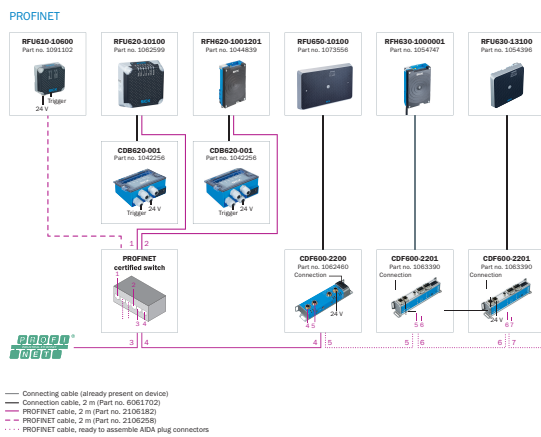 PROFINET
RFU610-10600
Part no. 1091102
Trigger
24 V
RFU620-10100
Part no. 1062599
RFH620-1001201
Part no. 1044839
RFU650-10100
Part no. 1073556
RFH630-1000001
Part no. 1054747
RFU630-13100
Part no. 1054396
CDB620-001
Part no. 1042256
24 V
Trigger
CDB620-001
Part no. 1042256
24 V
Trigger
1 2
PROFINET
certified switch
1
2
3 4
CDF600-2200
Part no. 1062460
Connection
24 V
4 5
CDF600-2201
Part no. 1063390
Connection
5 6
CDF600-2201
Part no. 1063390
Connection
24 V
6 7
PROFI
NET
®
3 4
4 5
5 6
6 7
Connecting cable (already present on device)
Connection cable, 2 m (Part no. 6061702)
PROFINET cable, 2 m (Part no. 2106182)
PROFINET cable, 2 m (Part no. 2106258)
PROFINET cable, ready to assemble AIDA plug connectors